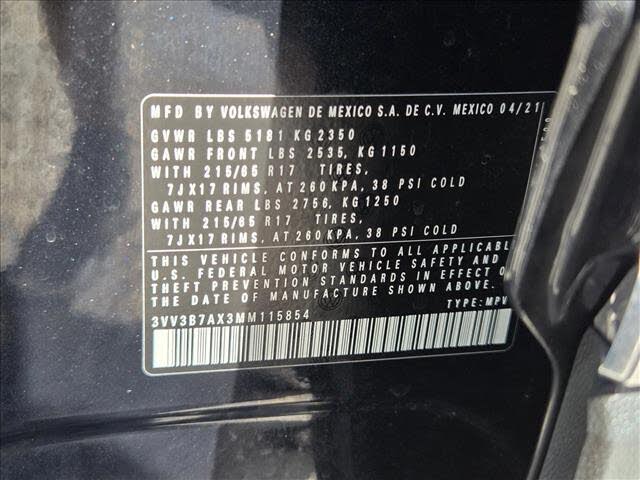 MFD BY VOLKSWAGEN DE MEXICO S.A. DE C.V. MEXICO 04/21
GVWR LBS 5181 KG 2350
GAWR FRONT LBS 2535, KG 1150
WITH 215/65 R17 TIRES,
7JX17 RIMS, AT 260 KPA, 38 PSI COLD
GAWR REAR LBS 2756, KG 1250
WITH 215/65 R17 TIRES,
7JX17 RIMS, AT 260 KPA, 38 PSI COLD
THIS VEHICLE CONFORMS TO ALL APPLICABL
U.S. FEDERAL MOTOR VEHICLE SAFETY AND
THEFT PREVENTION STANDARDS IN EFFECT O
THE DATE OF MANUFACTURE SHOWN ABOVE.
3VV3B7AX3MM115854 TYPE: MPV